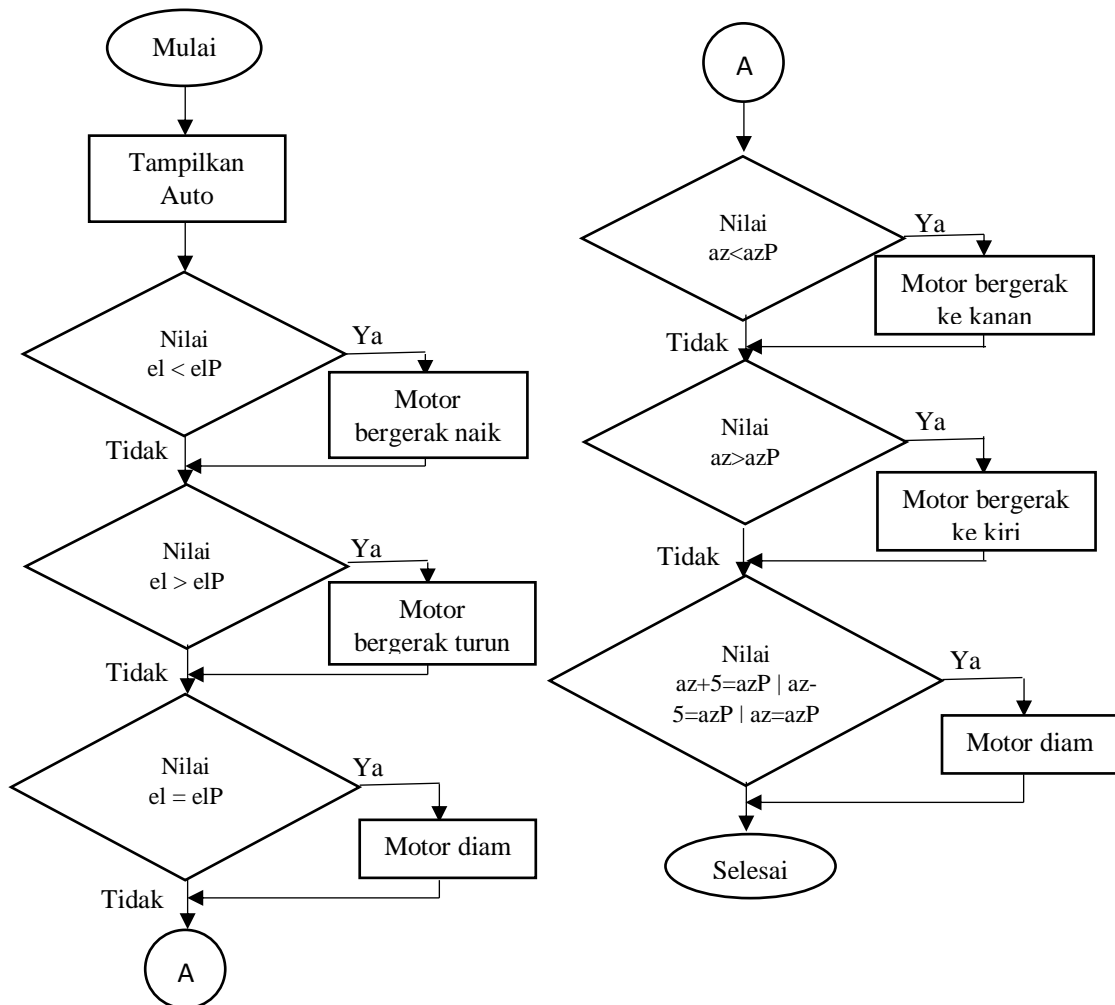 Mulai
Tampilkan
Auto
Nilai
el < elP
Ya
Motor
bergerak naik
Tidak
Nilai
el > elP
Ya
Motor
bergerak turun
Tidak
Nilai
el = elP
Ya
Motor diam
Tidak
A
A
Nilai
az<azP
Ya
Motor bergerak
ke kanan
Tidak
Nilai
az>azP
Ya
Motor bergerak
ke kiri
Tidak
Nilai
az+5=azP | az-
5=azP | az=azP
Ya
Motor diam
Selesai